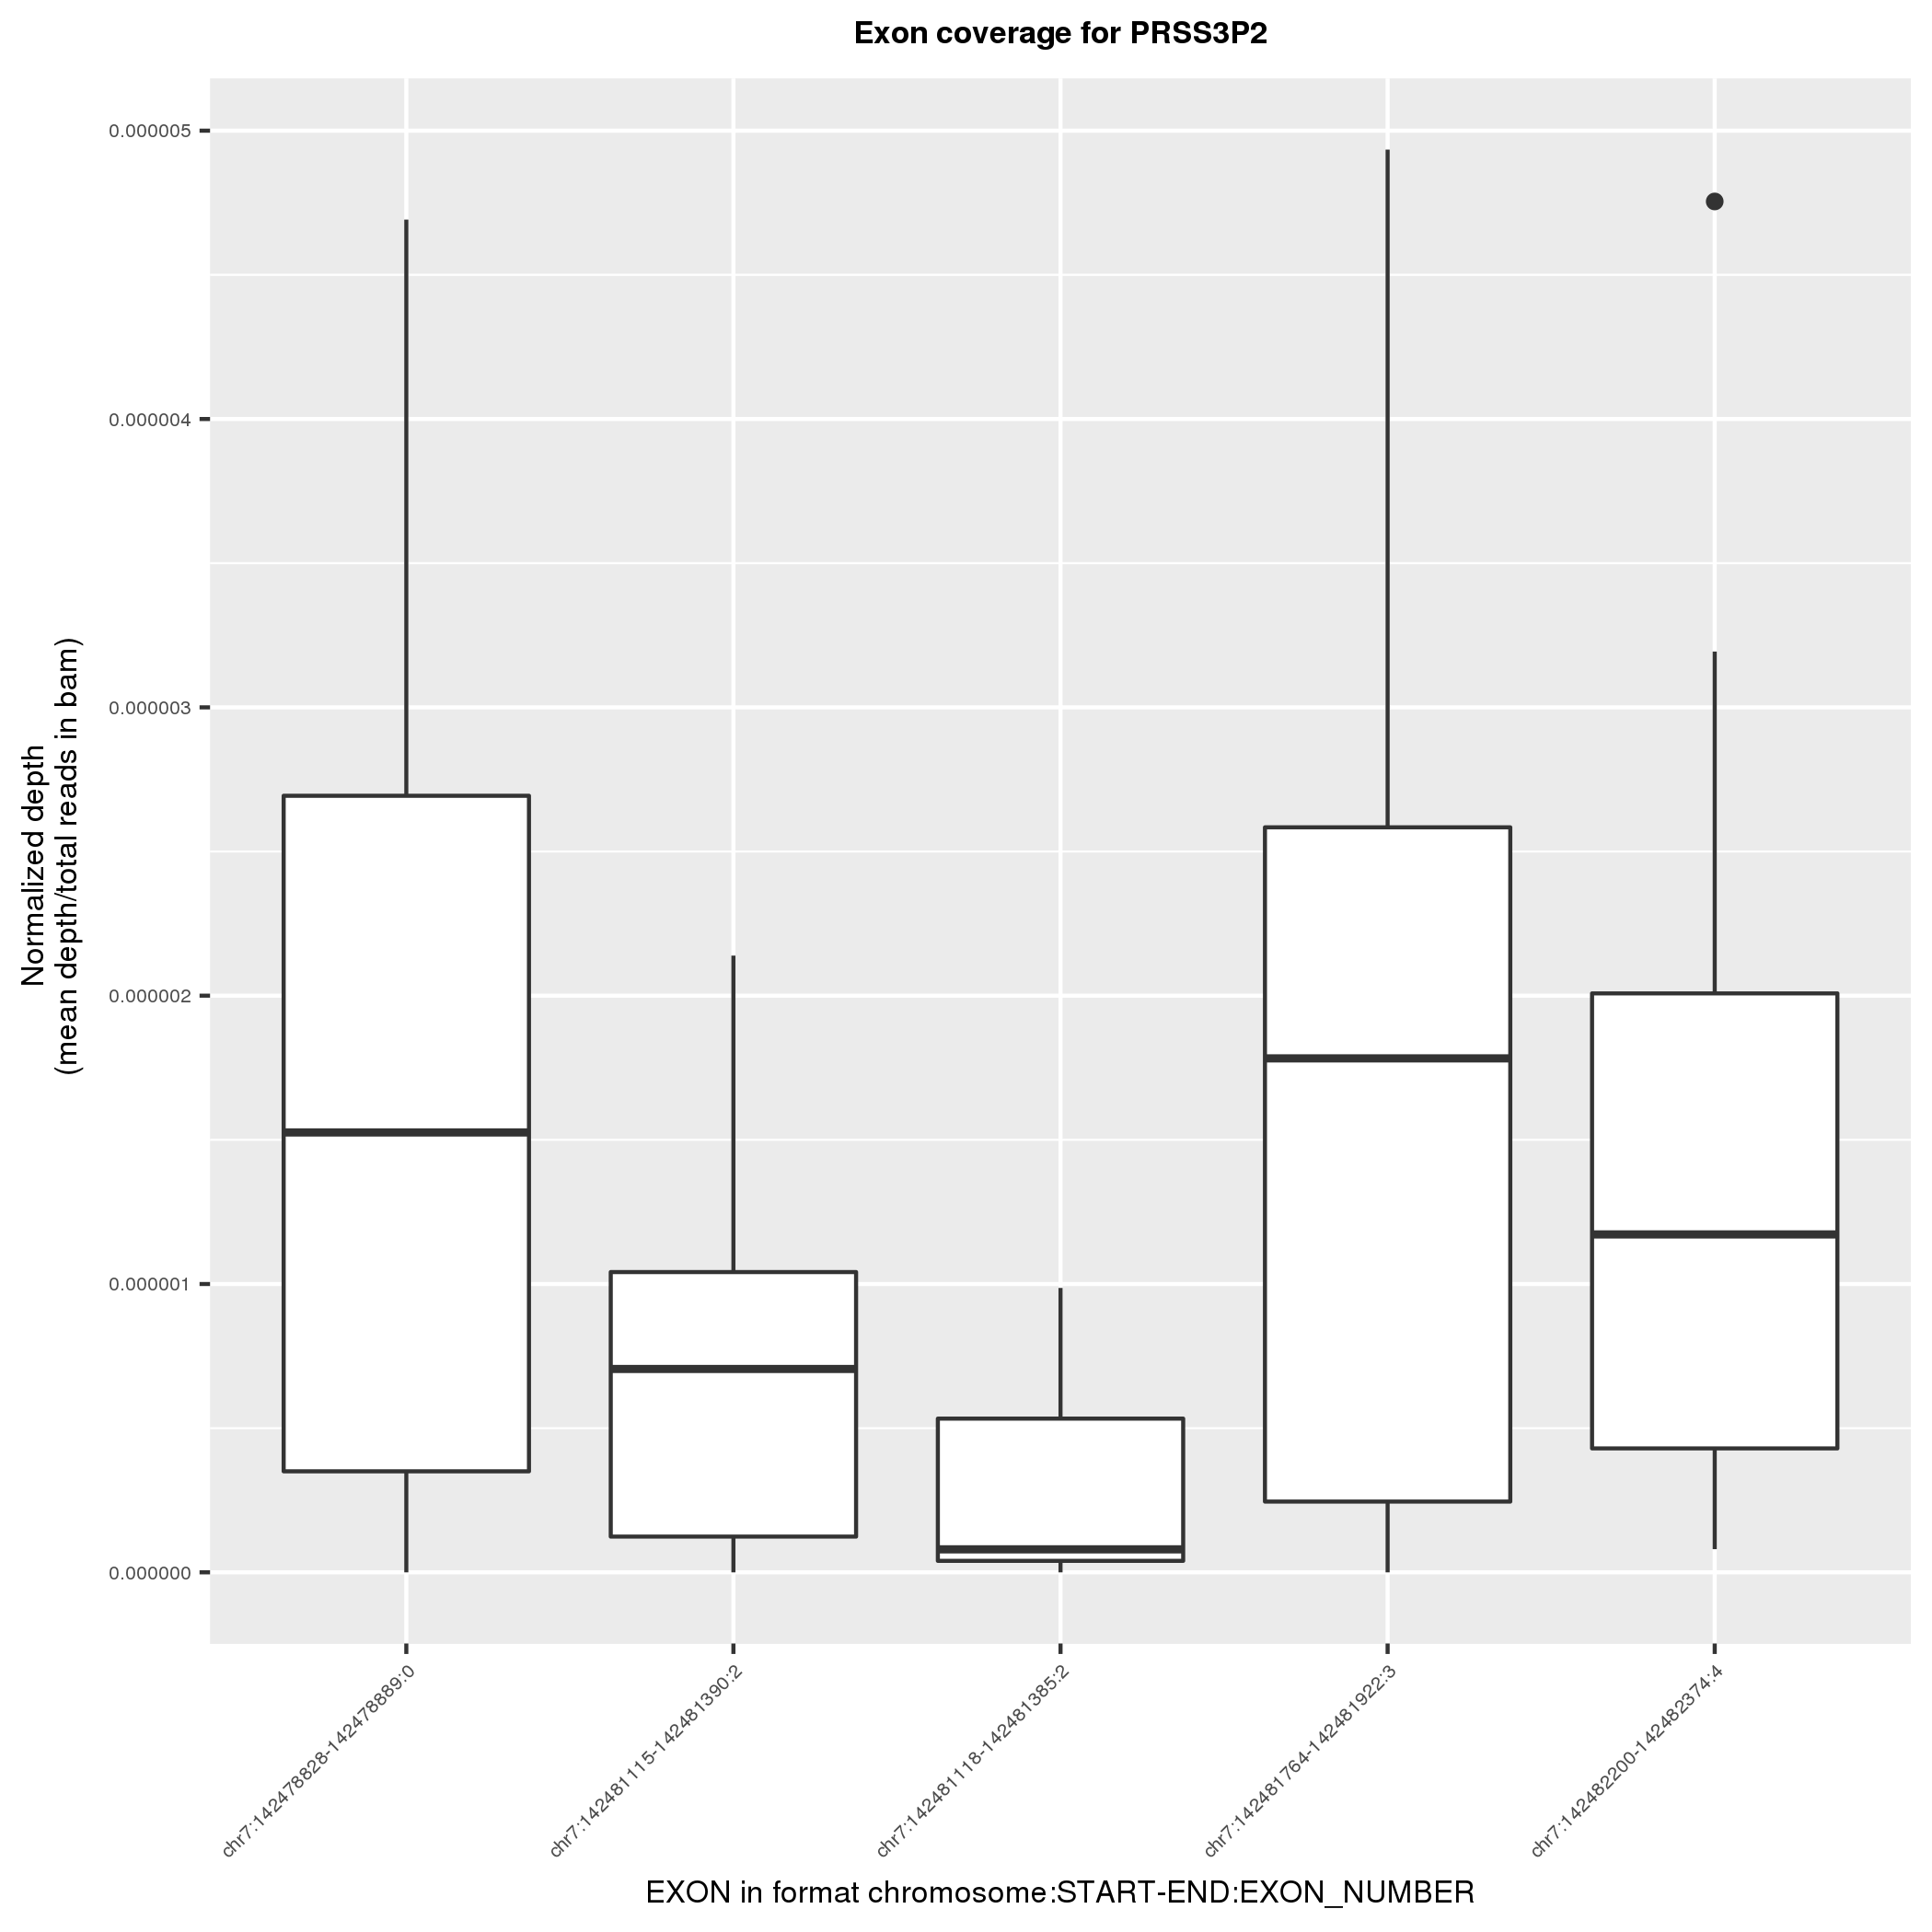 Exon coverage for PRSS3P2
Normalized depth
(mean depth/total reads in bam)
0.000005
0.000004
0.000003
0.000002
0.000001
0.000000
chr7:142478828-142478889:0
chr7:142481115-142481390:2
chr7:142481118-142481385:2
chr7:142481764-142481922:3
chr7:142482200-142482374:4
EXON in format chromosome:START-END:EXON_NUMBER